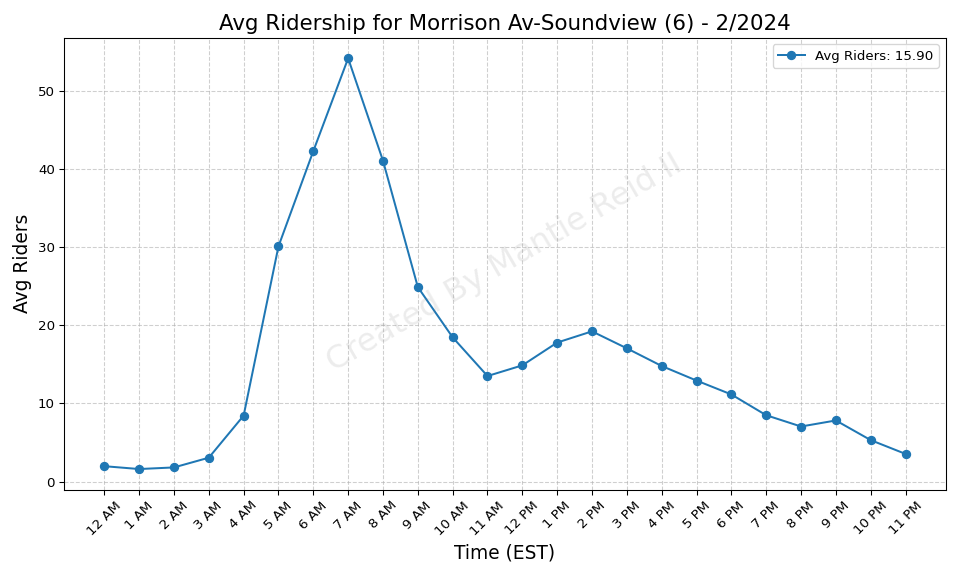 Avg Ridership for Morrison Av-Soundview (6) - 2/2024
Avg Riders: 15.90
Avg Riders
50
40
30
20
10
0
Created By Mantie Reid II
12 AM
1 AM
2 AM
3 AM
4 AM
5 AM
6 AM
7 AM
8 AM
9 AM
10 AM
11 AM
12 PM
1 PM
2 PM
3 PM
4 PM
5 PM
6 PM
7 PM
8 PM
9 PM
10 PM
11 PM
Time (EST)